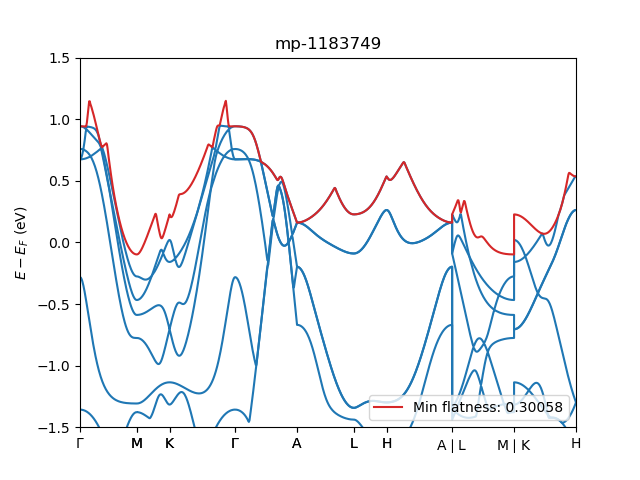 mp-1183749
1.5
1.0
0.5
0.0
−0.5
−1.0
−1.5
E − E_F (eV)
Min flatness: 0.30058
Γ M K Γ A L H A | L M | K H